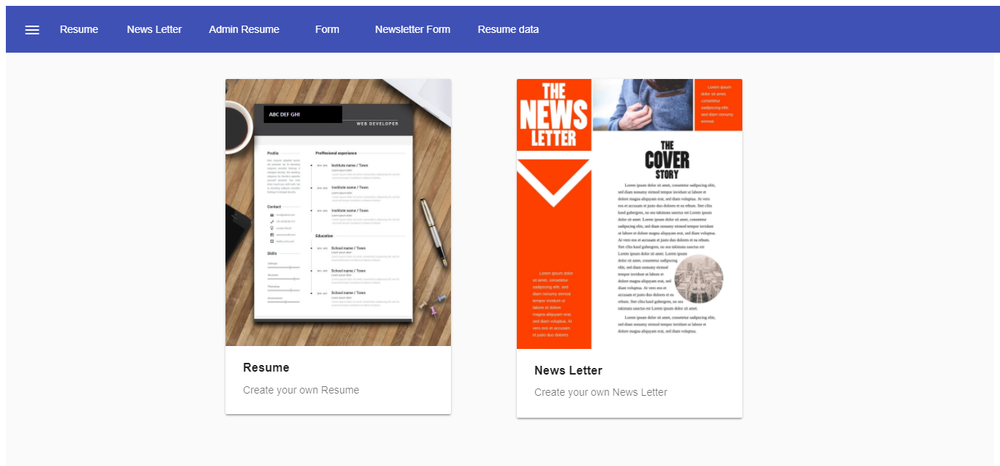 Resume
News Letter
Admin Resume
Form
Newsletter Form
Resume data
ABC DEF GHI
WEB DEVELOPER
Profile
Proffesional experiance
Institute name / Town
Institute name / Town
Institute name / Town
Contact
Education
School name / Town
School name / Town
School name / Town
Skills
Resume
Create your own Resume
THE
NEWS
LETTER
Lorem ipsum
dolor sit amet,
consetetur
sadipscing elitr,
sed diam nonumy
eirmod.
THE
COVER
STORY
Lorem ipsum dolor sit amet, consetetur sadipscing elitr,
sed diam nonumy eirmod tempor invidunt ut labore et
dolore magna aliquyam erat, sed diam voluptua. At vero
eos et accusam et justo duo dolores et ea rebum. Stet clita
kasd gubergren, no sea takimata sanctus est Lorem ipsum
dolor sit amet. Lorem ipsum dolor sit amet, consetetur
sadipscing elitr, sed diam nonumy eirmod tempor invidunt
ut labore et dolore magna aliquyam erat, sed diam voluptua.
At vero eos et accusam et justo duo dolores et ea rebum.
Stet clita kasd gubergren, no sea takimata sanctus est
Lorem ipsum dolor sit amet. Lorem ipsum
dolor sit amet, consetetur sadipscing
elitr, sed diam nonumy eirmod
tempor invidunt ut labore et
dolore magna aliquyam erat, sed
diam voluptua. At vero eos et
accusam et justo duo dolores et ea
rebum. Stet clita kasd gubergren, no sea
takimata sanctus est Lorem ipsum dolor sit amet.
Lorem ipsum dolor sit amet, consetetur sadipscing elitr,
sed diam nonumy eirmod tempor invidunt ut labore et
dolore magna aliquyam erat, sed diam voluptua.
Lorem ipsum dolor
sit amet, consetetur
sadipscing elitr, sed
diam nonumy eirmod
tempor invidunt ut
labore et dolore
magna aliquyam erat,
sed diam voluptua. At
vero eos et accusam
et justo duo dolores.
News Letter
Create your own News Letter